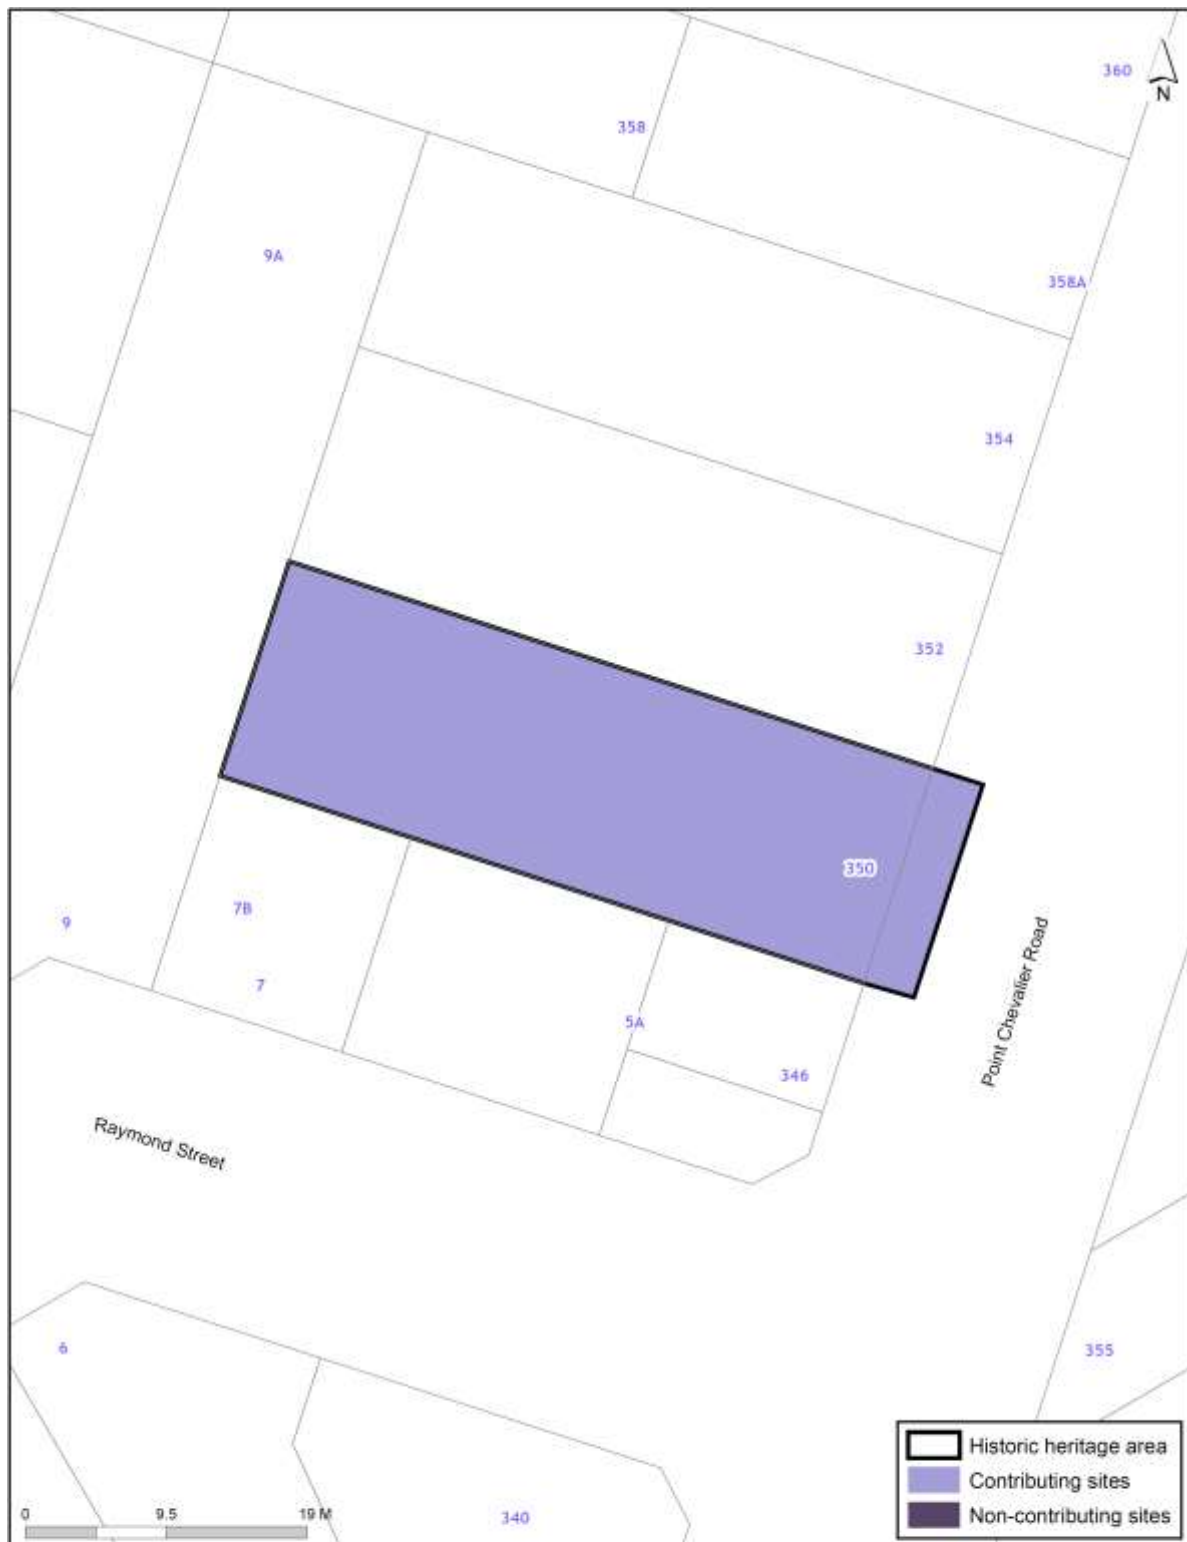 360
N
358
9A
358A
354
352
350
7B
9
7
5A
346
Point Chevalier Road
Raymond Street
6
355
340
Historic heritage area
Contributing sites
Non-contributing sites
0 9.5 19 M